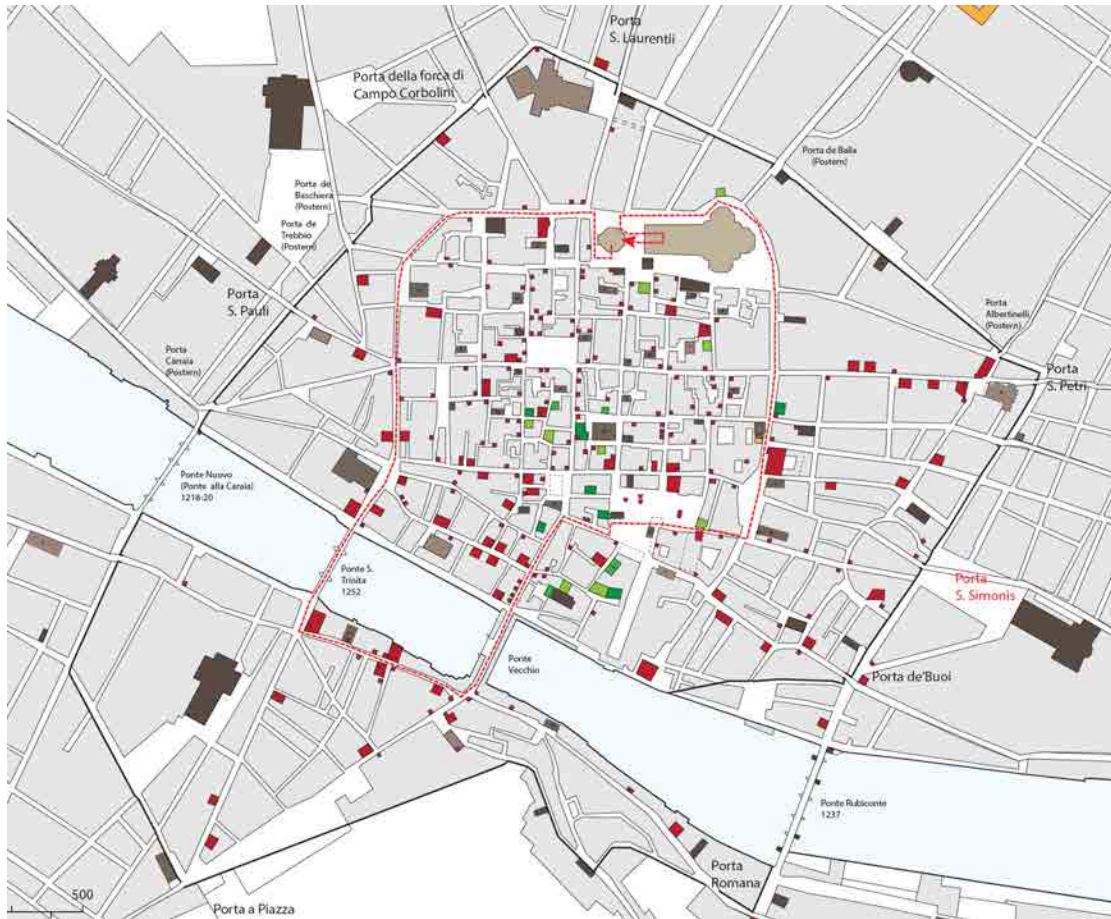 Porta
S. Laurentii
Porta della forca di
Campo Corbolini
Porta de Balla
(Postern)
Porta de
Baschiera
(Postern)
Porta de
Trebbio
(Postern)
Porta
S. Pauli
Porta
Carraia
(Postern)
Porta
Albertinelli
(Postern)
Porta
S. Petri
Ponte Nuovo
(Ponte alla Caraia)
1218-20
Ponte S.
Trinita
1252
Porta
S. Simonis
Ponte
Vecchio
Porta de'Buoi
Ponte Rubiconte
1237
Porta
Romana
500
Porta a Piazza